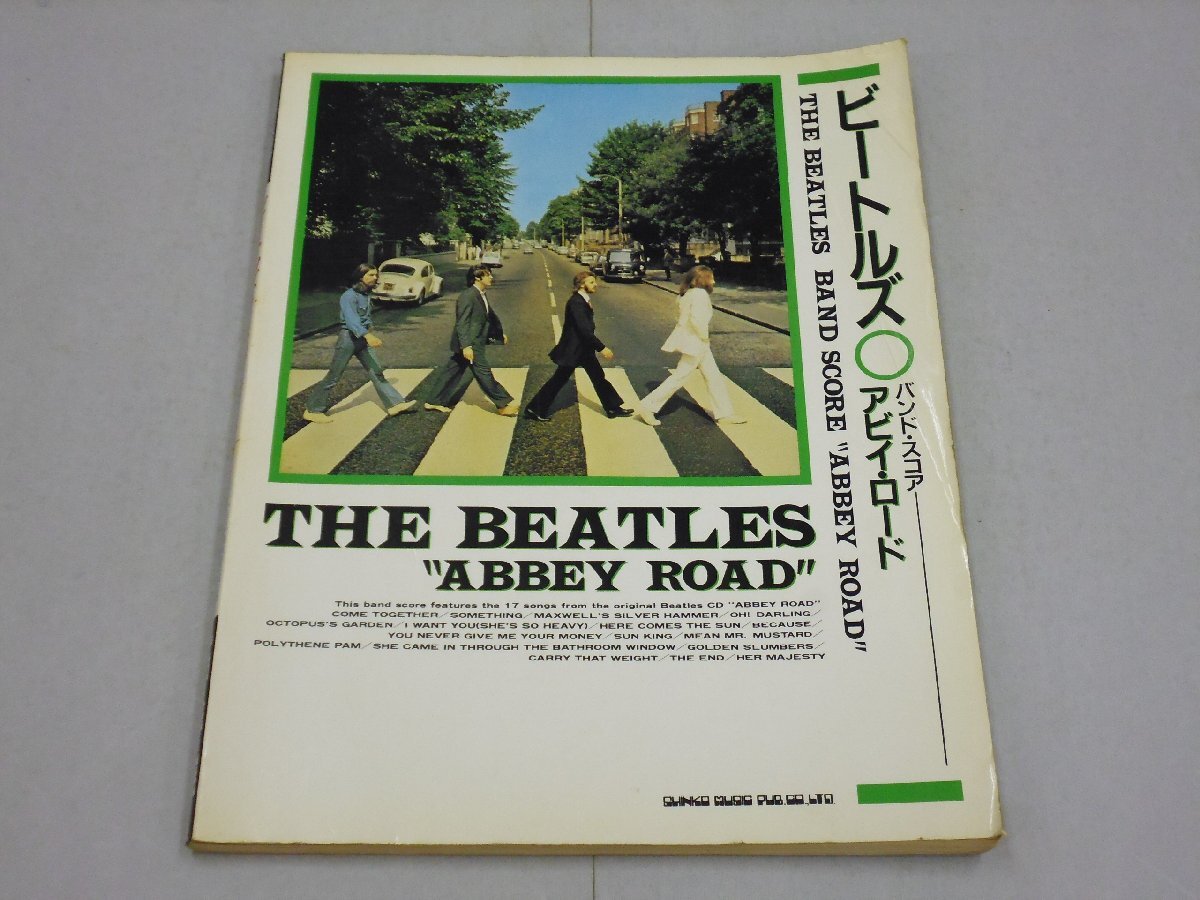 ビートルズ○
バンド・スコア
アビイ・ロード
THE BEATLES BAND SCORE "ABBEY ROAD"
THE BEATLES
"ABBEY ROAD"
This band score features the 17 songs from the original Beatles CD "ABBEY ROAD"
COME TOGETHER/SOMETHING/MAXWELL'S SILVER HAMMER/OH! DARLING/
OCTOPUS'S GARDEN/I WANT YOU(SHE'S SO HEAVY)/HERE COMES THE SUN/BECAUSE/
YOU NEVER GIVE ME YOUR MONEY/SUN KING/MEAN MR. MUSTARD/
POLYTHENE PAM/SHE CAME IN THROUGH THE BATHROOM WINDOW/GOLDEN SLUMBERS/
CARRY THAT WEIGHT/THE END/HER MAJESTY
SHINKO MUSIC PUB.CO.,LTD.